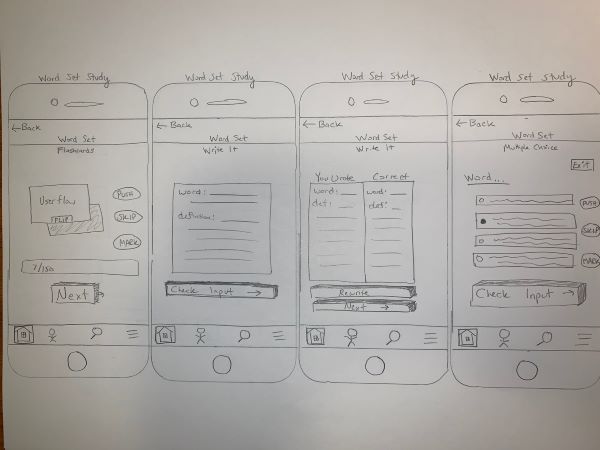 Word Set Study
← Back
Word Set
Flashcards
User flow
FLIP
PUSH
SKIP
MARK
7/150
Next
Word Set Study
← Back
Word Set
Write It
word:
definition:
Check Input →
Word Set Study
← Back
Word Set
Write It
You Wrote Correct
word: word:
def: def:
Rewrite
Next →
Word Set Study
← Back
Word Set
Multiple Choice
Exit
Word...
PUSH
SKIP
MARK
Check Input →